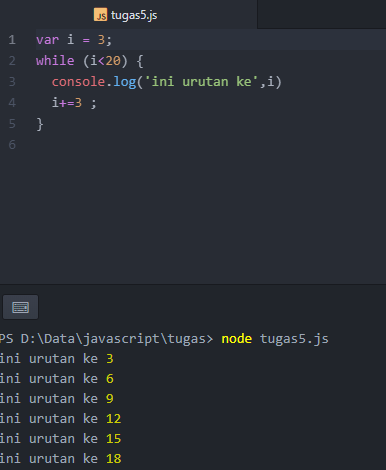 JS tugas5.js
1 var i = 3;
2 while (i<20) {
3 console.log('ini urutan ke',i)
4 i+=3 ;
5 }
6
PS D:\Data\javascript\tugas> node tugas5.js
ini urutan ke 3
ini urutan ke 6
ini urutan ke 9
ini urutan ke 12
ini urutan ke 15
ini urutan ke 18